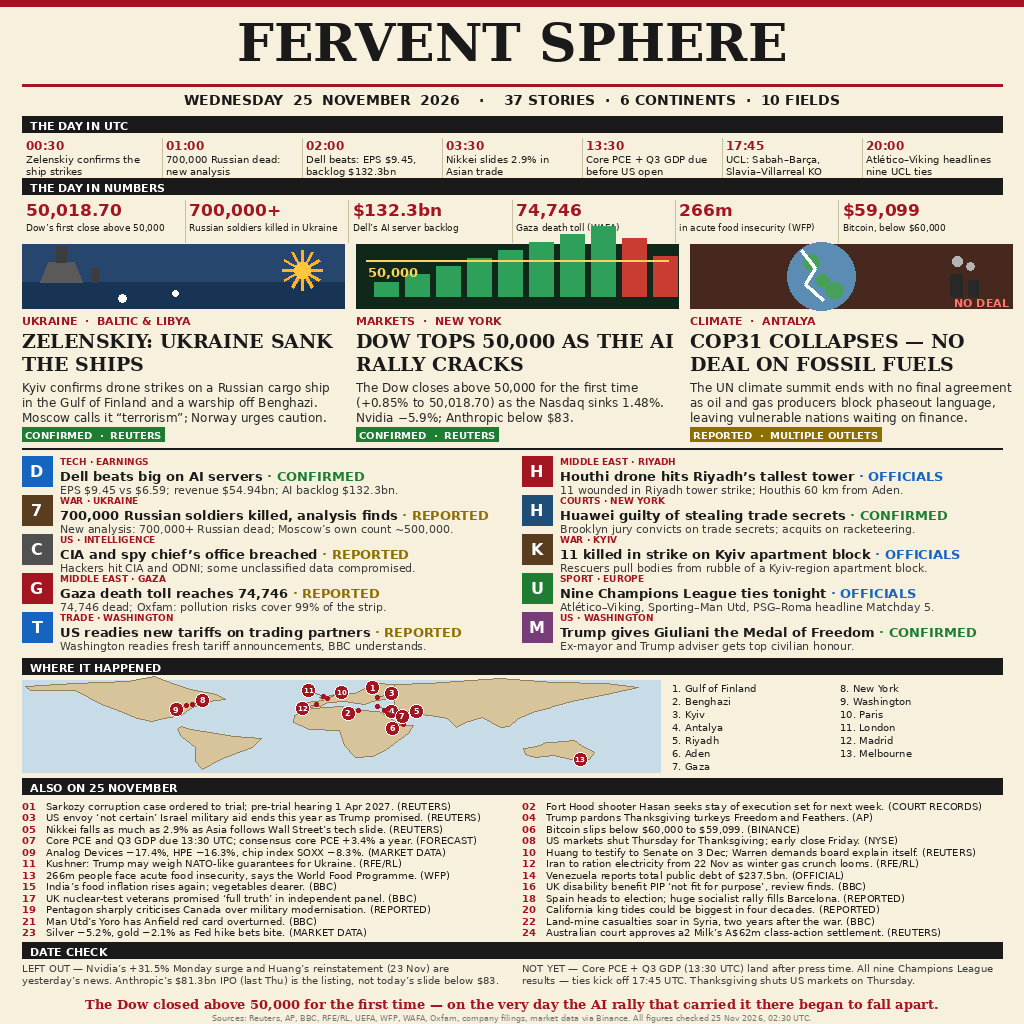 FERVENT SPHERE
WEDNESDAY 25 NOVEMBER 2026 · 37 STORIES · 6 CONTINENTS · 10 FIELDS
THE DAY IN UTC
00:30
Zelenskiy confirms the
ship strikes
01:00
700,000 Russian dead:
new analysis
02:00
Dell beats: EPS $9.45,
backlog $132.3bn
03:30
Nikkei slides 2.9% in
Asian trade
13:30
Core PCE + Q3 GDP due
before US open
17:45
UCL: Sabah–Barça,
Slavia–Villarreal KO
20:00
Atlético–Viking headlines
nine UCL ties
THE DAY IN NUMBERS
50,018.70
Dow's first close above 50,000
700,000+
Russian soldiers killed in Ukraine
$132.3bn
Dell's AI server backlog
74,746
Gaza death toll (WAFA)
266m
in acute food insecurity (WFP)
$59,099
Bitcoin, below $60,000
50,000
NO DEAL
UKRAINE · BALTIC & LIBYA
ZELENSKIY: UKRAINE SANK
THE SHIPS
Kyiv confirms drone strikes on a Russian cargo ship
in the Gulf of Finland and a warship off Benghazi.
Moscow calls it “terrorism”; Norway urges caution.
CONFIRMED · REUTERS
MARKETS · NEW YORK
DOW TOPS 50,000 AS THE AI
RALLY CRACKS
The Dow closes above 50,000 for the first time
(+0.85% to 50,018.70) as the Nasdaq sinks 1.48%.
Nvidia −5.9%; Anthropic below $83.
CONFIRMED · REUTERS
CLIMATE · ANTALYA
COP31 COLLAPSES — NO
DEAL ON FOSSIL FUELS
The UN climate summit ends with no final agreement
as oil and gas producers block phaseout language,
leaving vulnerable nations waiting on finance.
REPORTED · MULTIPLE OUTLETS
D
TECH · EARNINGS
Dell beats big on AI servers · CONFIRMED
EPS $9.45 vs $6.59; revenue $54.94bn; AI backlog $132.3bn.
7
WAR · UKRAINE
700,000 Russian soldiers killed, analysis finds · REPORTED
New analysis: 700,000+ Russian dead; Moscow's own count ~500,000.
C
US · INTELLIGENCE
CIA and spy chief's office breached · REPORTED
Hackers hit CIA and ODNI; some unclassified data compromised.
G
MIDDLE EAST · GAZA
Gaza death toll reaches 74,746 · REPORTED
74,746 dead; Oxfam: pollution risks cover 99% of the strip.
T
TRADE · WASHINGTON
US readies new tariffs on trading partners · REPORTED
Washington readies fresh tariff announcements, BBC understands.
H
MIDDLE EAST · RIYADH
Houthi drone hits Riyadh's tallest tower · OFFICIALS
11 wounded in Riyadh tower strike; Houthis 60 km from Aden.
H
COURTS · NEW YORK
Huawei guilty of stealing trade secrets · CONFIRMED
Brooklyn jury convicts on trade secrets; acquits on racketeering.
K
WAR · KYIV
11 killed in strike on Kyiv apartment block · OFFICIALS
Rescuers pull bodies from rubble of a Kyiv-region apartment block.
U
SPORT · EUROPE
Nine Champions League ties tonight · OFFICIALS
Atlético–Viking, Sporting–Man Utd, PSG–Roma headline Matchday 5.
M
US · WASHINGTON
Trump gives Giuliani the Medal of Freedom · CONFIRMED
Ex-mayor and Trump adviser gets top civilian honour.
WHERE IT HAPPENED
11
10
1
3
8
9
12
2
4
7
5
6
13
1. Gulf of Finland
2. Benghazi
3. Kyiv
4. Antalya
5. Riyadh
6. Aden
7. Gaza
8. New York
9. Washington
10. Paris
11. London
12. Madrid
13. Melbourne
ALSO ON 25 NOVEMBER
01 Sarkozy corruption case ordered to trial; pre-trial hearing 1 Apr 2027. (REUTERS)
02 Fort Hood shooter Hasan seeks stay of execution set for next week. (COURT RECORDS)
03 US envoy ‘not certain’ Israel military aid ends this year as Trump promised. (REUTERS)
04 Trump pardons Thanksgiving turkeys Freedom and Feathers. (AP)
05 Nikkei falls as much as 2.9% as Asia follows Wall Street's tech slide. (REUTERS)
06 Bitcoin slips below $60,000 to $59,099. (BINANCE)
07 Core PCE and Q3 GDP due 13:30 UTC; consensus core PCE +3.4% a year. (FORECAST)
08 US markets shut Thursday for Thanksgiving; early close Friday. (NYSE)
09 Analog Devices −17.4%, HPE −16.3%, chip index SOXX −8.3%. (MARKET DATA)
10 Huang to testify to Senate on 3 Dec; Warren demands board explain itself. (REUTERS)
11 Kushner: Trump may weigh NATO-like guarantees for Ukraine. (RFE/RL)
12 Iran to ration electricity from 22 Nov as winter gas crunch looms. (RFE/RL)
13 266m people face acute food insecurity, says the World Food Programme. (WFP)
14 Venezuela reports total public debt of $237.5bn. (OFFICIAL)
15 India's food inflation rises again; vegetables dearer. (BBC)
16 UK disability benefit PIP ‘not fit for purpose’, review finds. (BBC)
17 UK nuclear-test veterans promised ‘full truth’ in independent panel. (BBC)
18 Spain heads to election; huge socialist rally fills Barcelona. (REPORTED)
19 Pentagon sharply criticises Canada over military modernisation. (REPORTED)
20 California king tides could be biggest in four decades. (REPORTED)
21 Man Utd's Yoro has Anfield red card overturned. (BBC)
22 Land-mine casualties soar in Syria, two years after the war. (BBC)
23 Silver −5.2%, gold −2.1% as Fed hike bets bite. (MARKET DATA)
24 Australian court approves a2 Milk's A$62m class-action settlement. (REUTERS)
DATE CHECK
LEFT OUT — Nvidia's +31.5% Monday surge and Huang's reinstatement (23 Nov) are
yesterday's news. Anthropic's $81.3bn IPO (last Thu) is the listing, not today's slide below $83.
NOT YET — Core PCE + Q3 GDP (13:30 UTC) land after press time. All nine Champions League
results — ties kick off 17:45 UTC. Thanksgiving shuts US markets on Thursday.
The Dow closed above 50,000 for the first time — on the very day the AI rally that carried it there began to fall apart.
Sources: Reuters, AP, BBC, RFE/RL, UEFA, WFP, WAFA, Oxfam, company filings, market data via Binance. All figures checked 25 Nov 2026, 02:30 UTC.